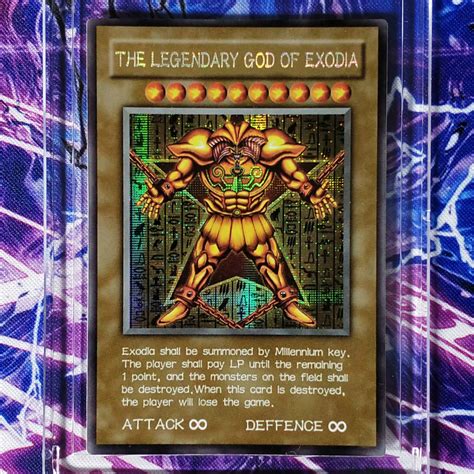 THE LEGENDARY GOD OF EXODIA
Exodia shall be summoned by Millennium key.
The player shall pay LP until the remaining
1 point, and the monsters on the field shall
be destroyed.When this card is destroyed,
the player will lose the game.
ATTACK ∞ DEFFENCE ∞